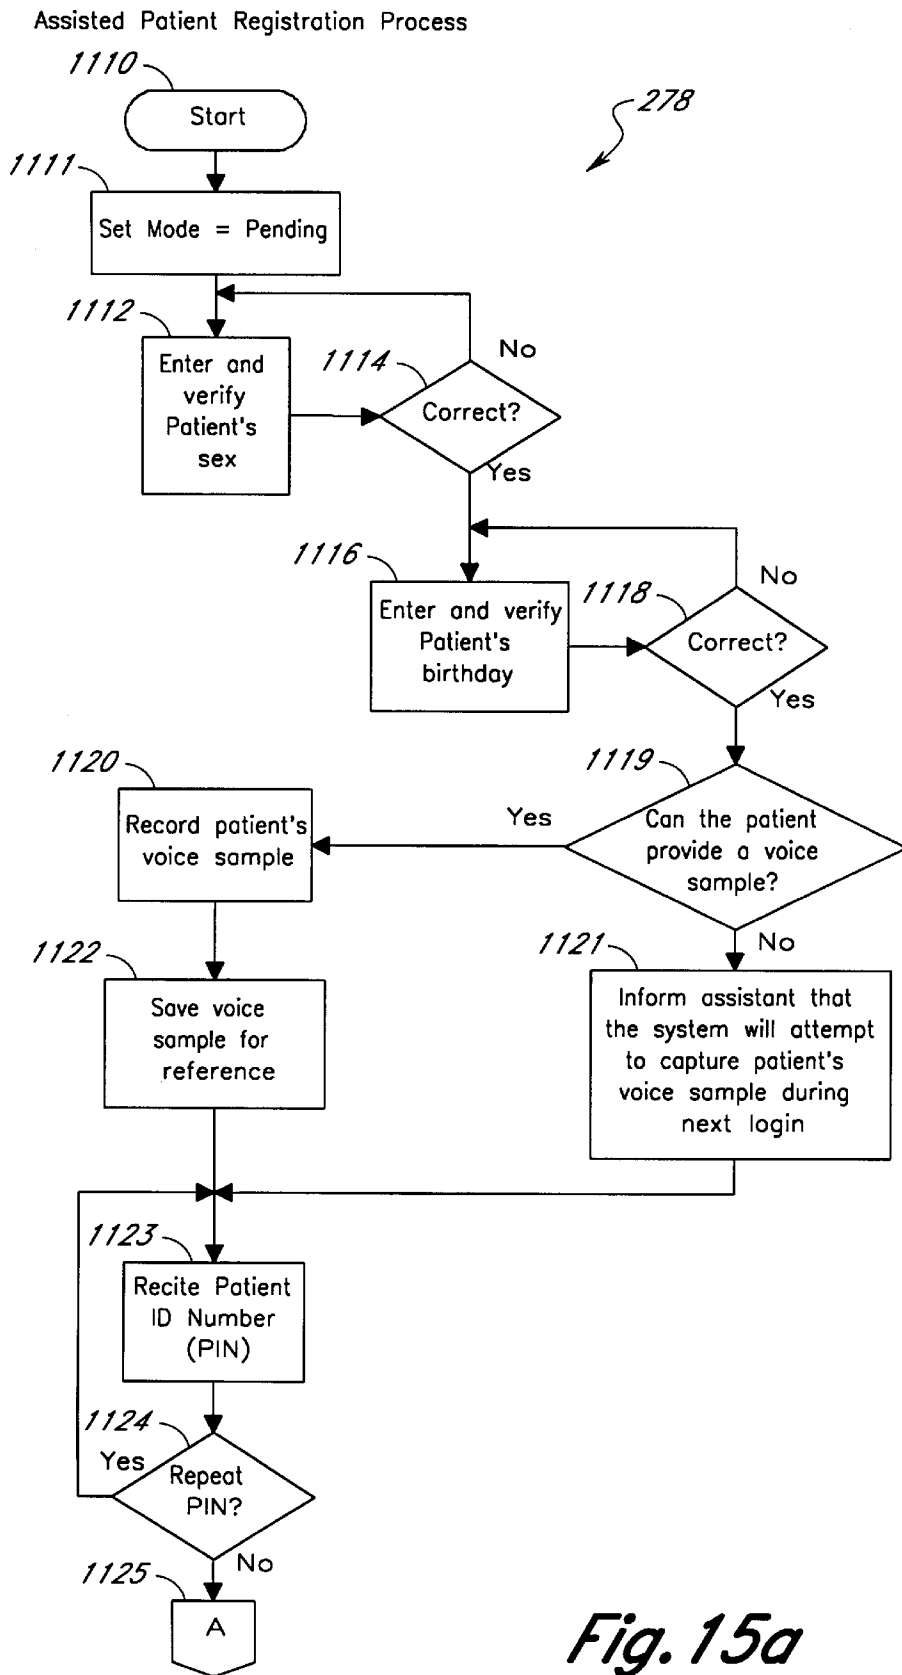 Assisted Patient Registration Process
1110
Start
278
1111
Set Mode = Pending
1112
Enter and
verify
Patient's
sex
1114
Correct?
No
Yes
1116
Enter and verify
Patient's
birthday
1118
Correct?
No
Yes
1119
Can the patient
provide a voice
sample?
Yes
No
1120
Record patient's
voice sample
1121
Inform assistant that
the system will attempt
to capture patient's
voice sample during
next login
1122
Save voice
sample for
reference
1123
Recite Patient
ID Number
(PIN)
1124
Repeat
PIN?
Yes
No
1125
A
Fig. 15a